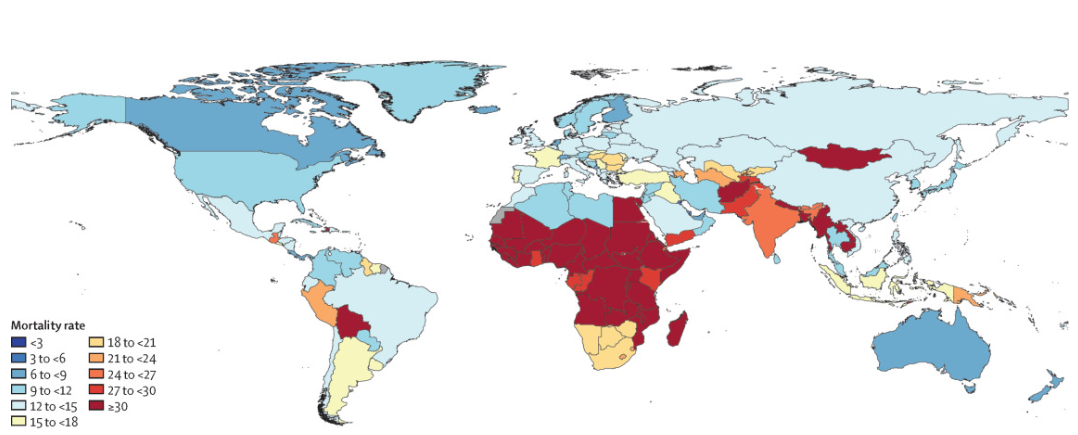 Mortality rate
<3
3 to <6
6 to <9
9 to <12
12 to <15
15 to <18
18 to <21
21 to <24
24 to <27
27 to <30
≥30